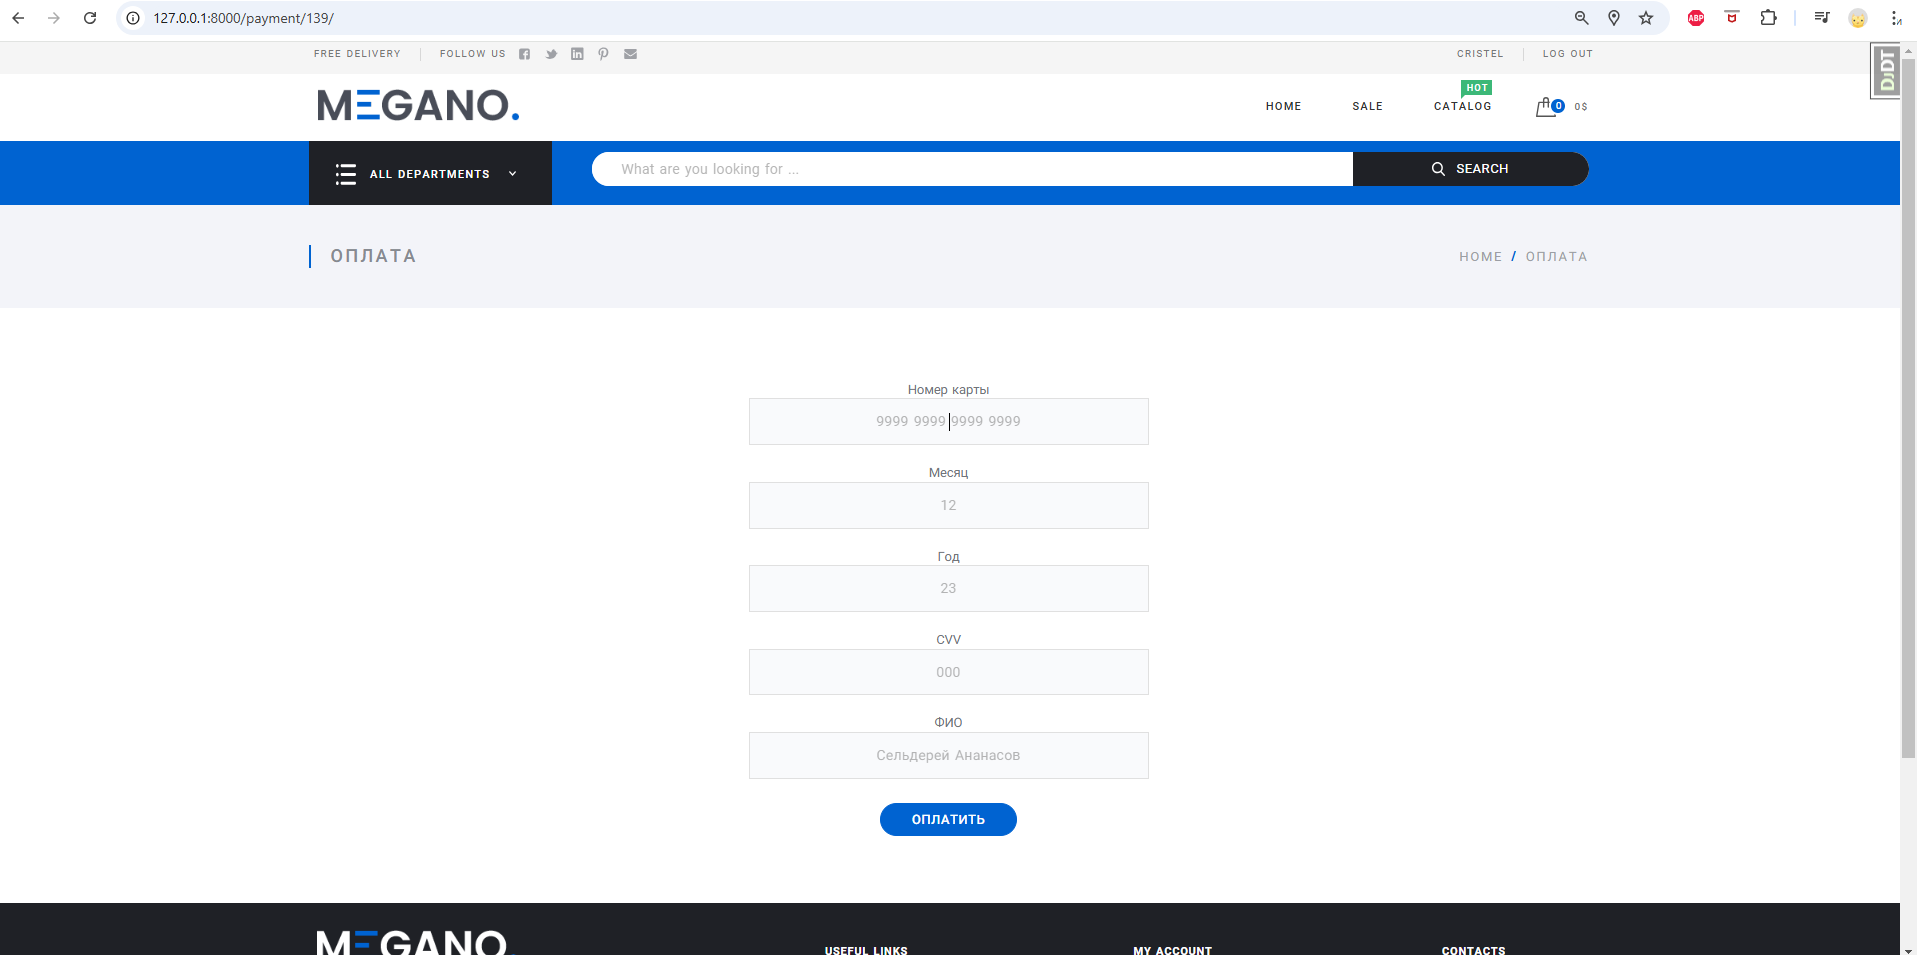 127.0.0.1:8000/payment/139/
ABP
FREE DELIVERY
FOLLOW US
CRISTEL
LOG OUT
DJDT
MEGANO.
HOME
SALE
HOT
CATALOG
0
0$
ALL DEPARTMENTS
What are you looking for ...
SEARCH
ОПЛАТА
HOME / ОПЛАТА
Номер карты
9999 9999 9999 9999
Месяц
12
Год
23
CVV
000
ФИО
Сельдерей Ананасов
ОПЛАТИТЬ
MEGANO.
USEFUL LINKS
MY ACCOUNT
CONTACTS